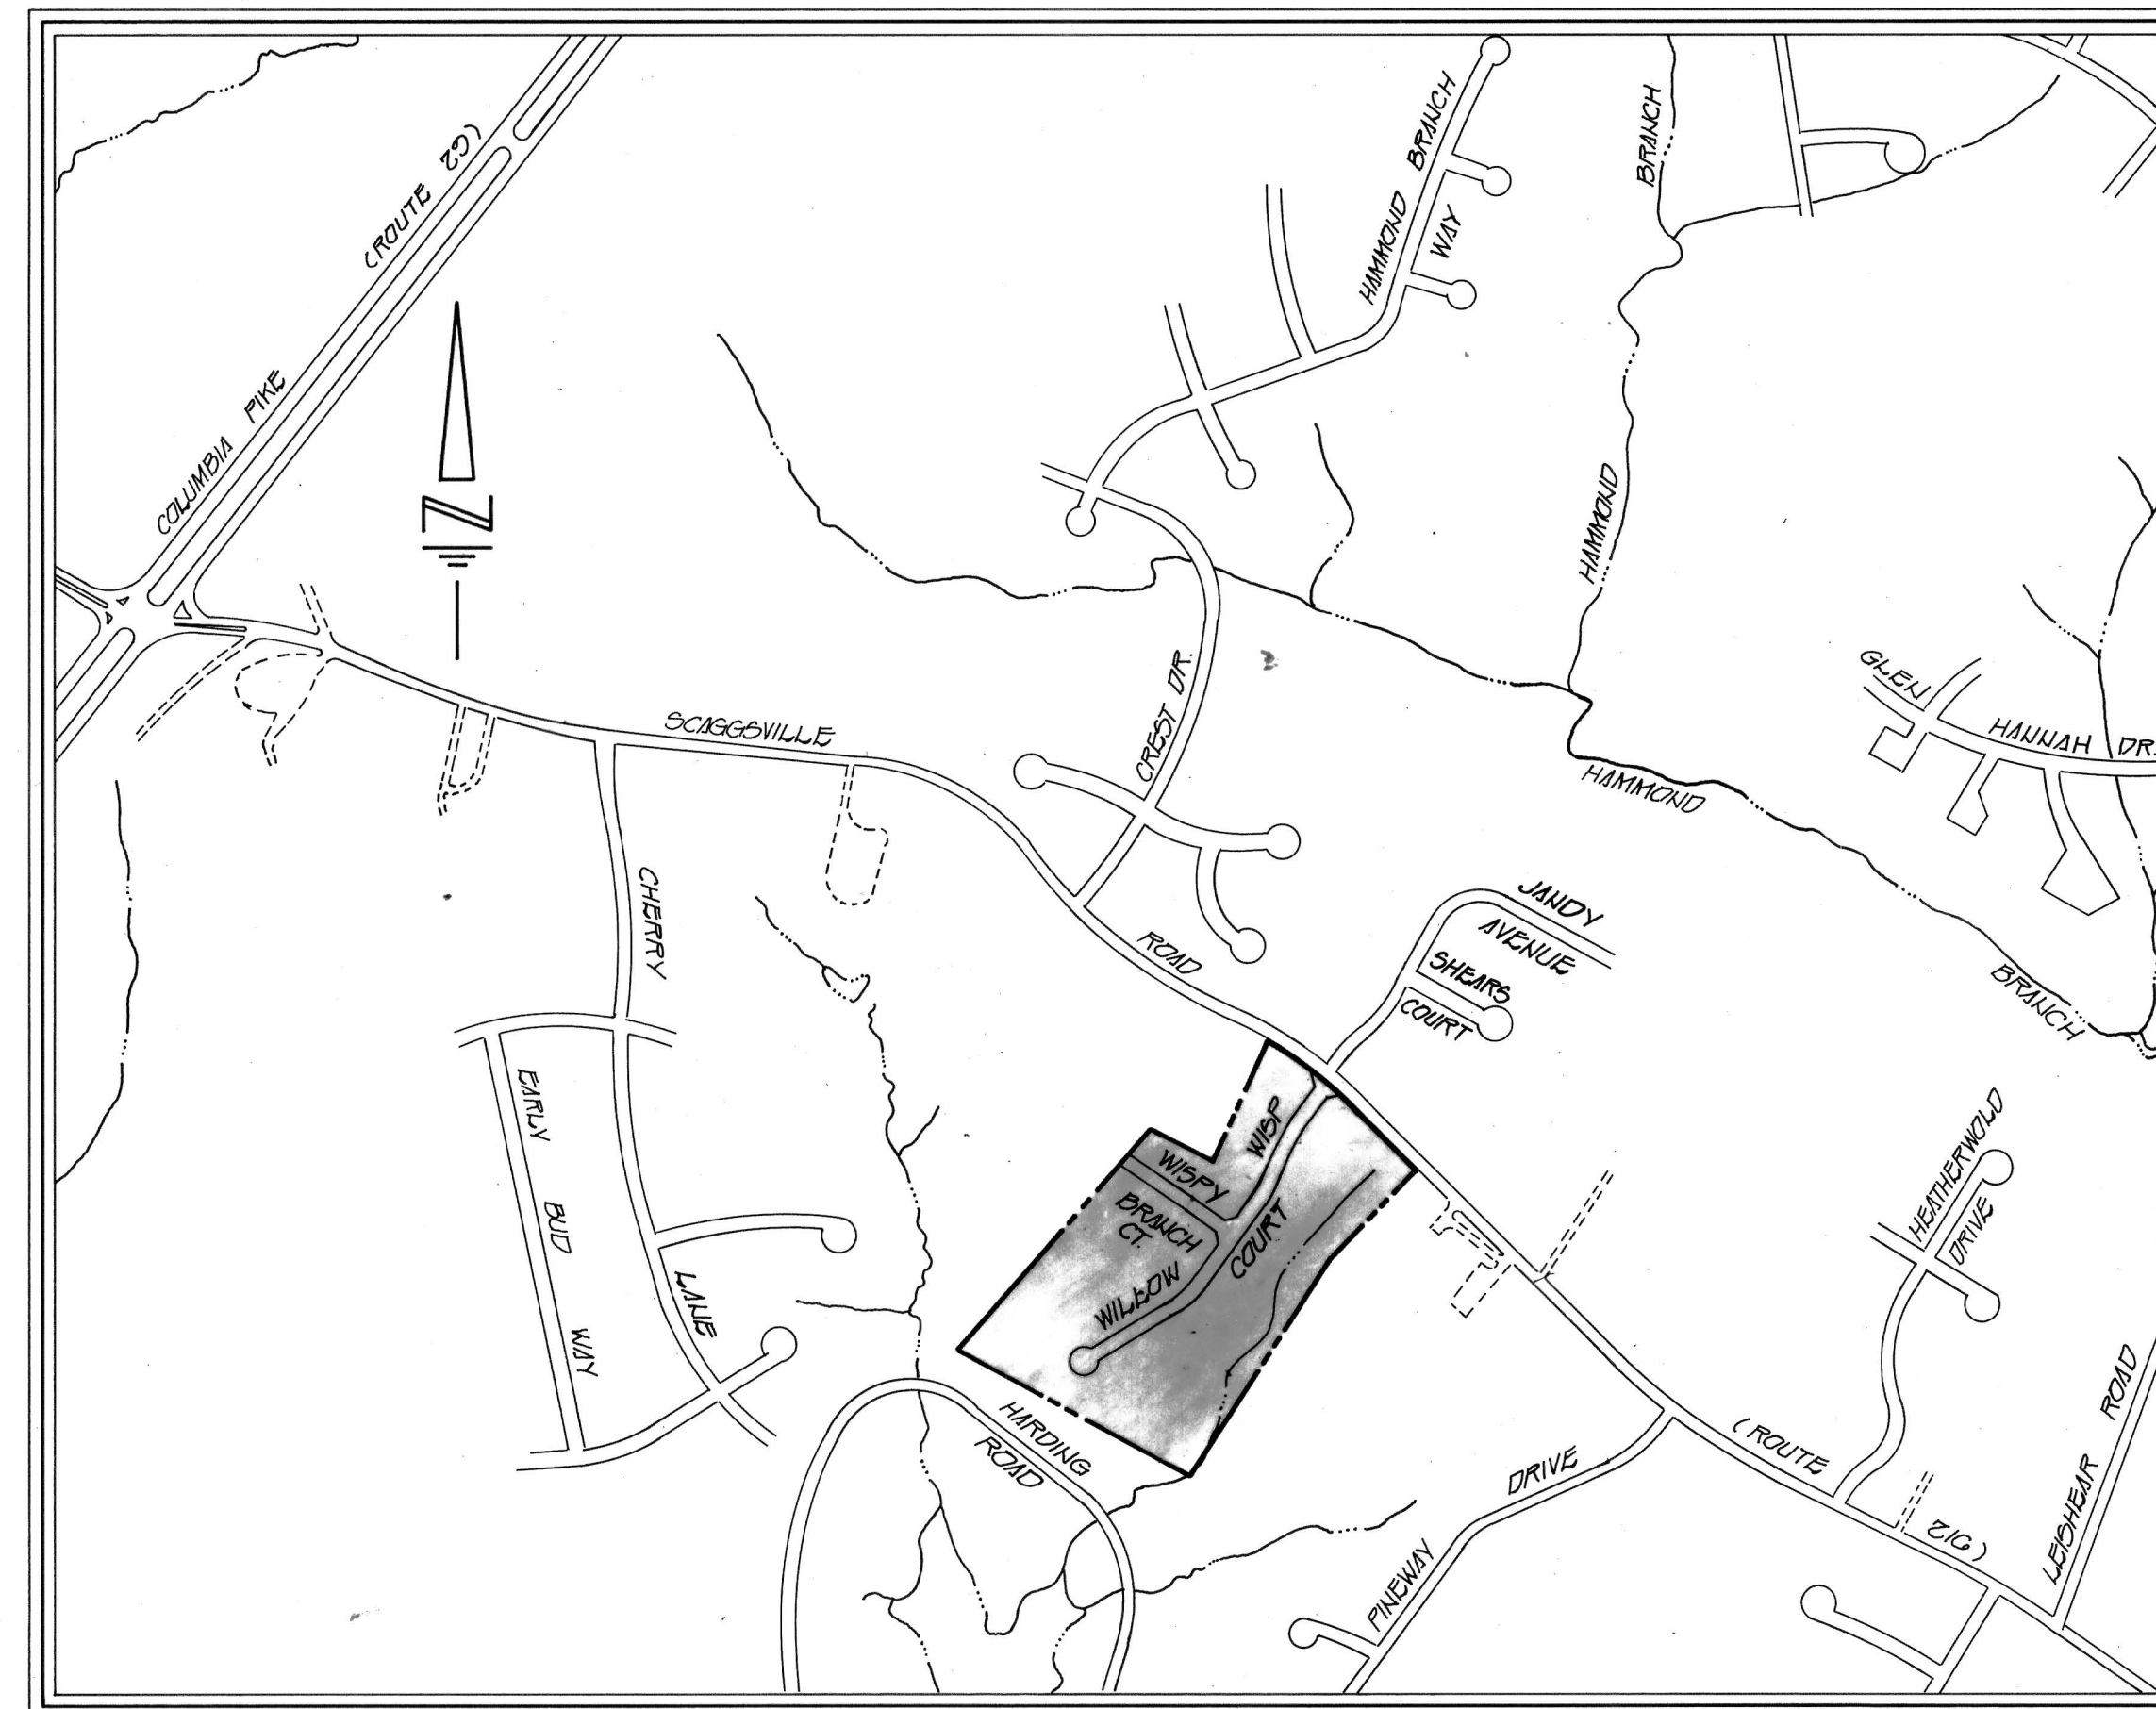 COLUMBIA PIKE (ROUTE 29)
HAMMOND BRANCH
WAY
HAMMOND BRANCH
N
SCAGGSVILLE ROAD (ROUTE 216)
CREST DR.
GLEN HANNAH DR.
HAMMOND BRANCH
CHERRY LANE
JANDY
AVENUE
SHEARS
COURT
EARLY BUD WAY
WISPY
BRANCH
CT.
WILLOW WISP
COURT
HEATHERWOLD
DRIVE
HARDING
ROAD
PINEWAY DRIVE
LEISHEAR ROAD